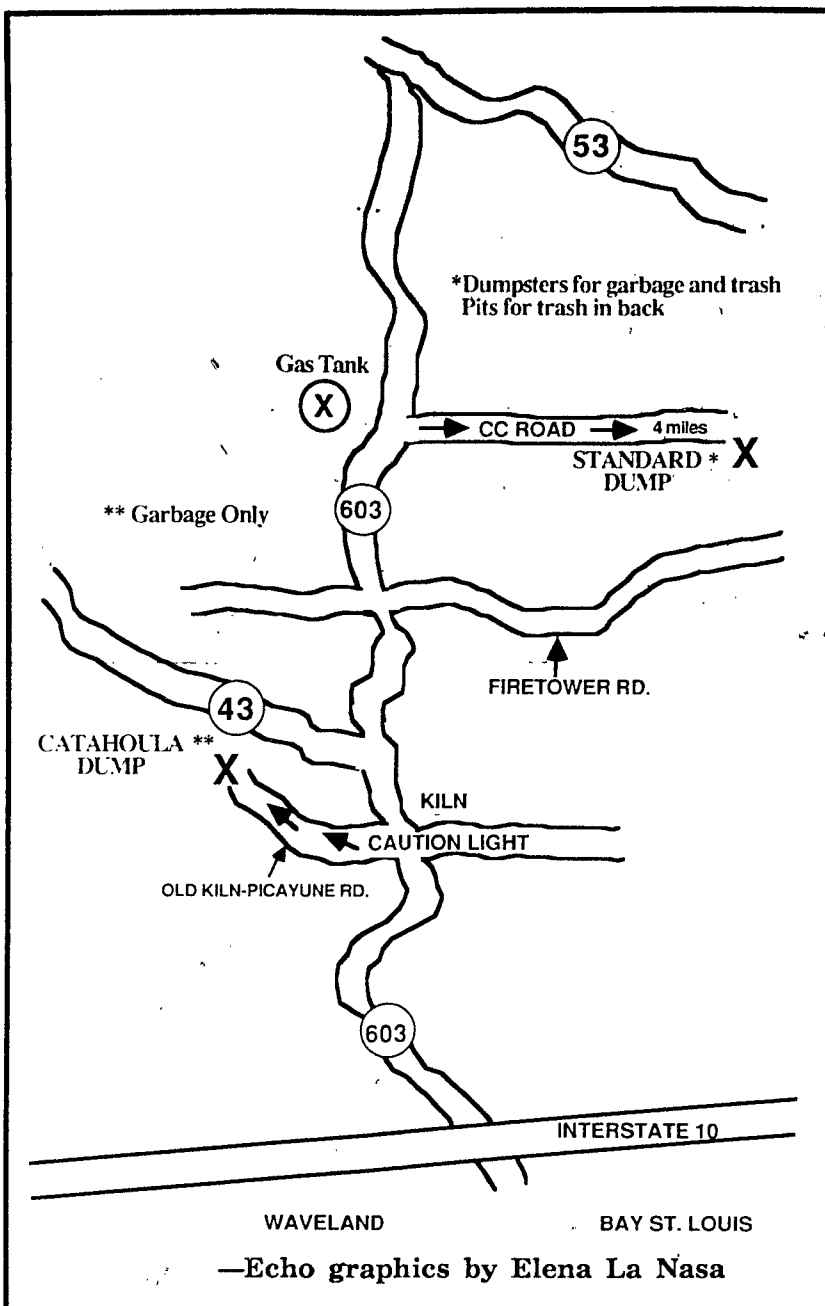 53
*Dumpsters for garbage and trash
Pits for trash in back
Gas Tank
X
CC ROAD
4 miles
STANDARD *
DUMP
X
603
** Garbage Only
FIRETOWER RD.
43
CATAHOULA **
DUMP
X
KILN
CAUTION LIGHT
OLD KILN-PICAYUNE RD.
603
INTERSTATE 10
WAVELAND
BAY ST. LOUIS
—Echo graphics by Elena La Nasa